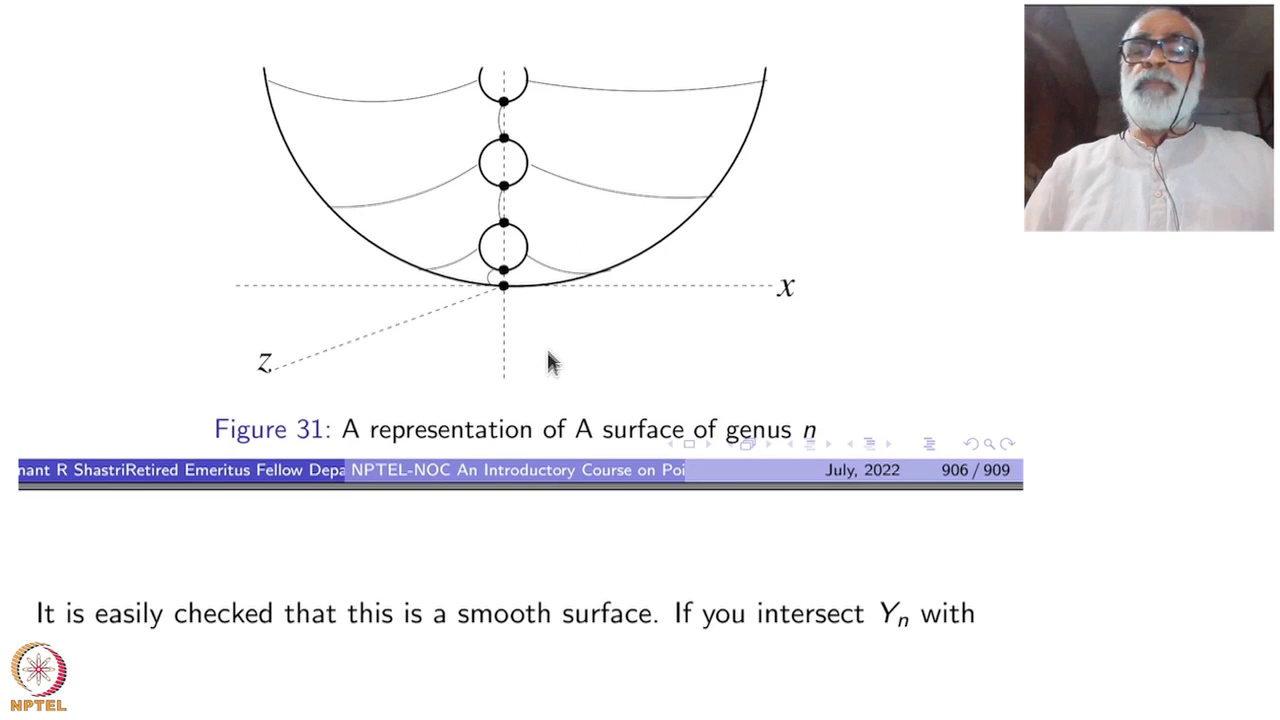 x
z
Figure 31: A representation of A surface of genus n
nant R ShastriRetired Emeritus Fellow Depa NPTEL-NOC An Introductory Course on Poi July, 2022 906 / 909
It is easily checked that this is a smooth surface. If you intersect Yn with
NPTEL